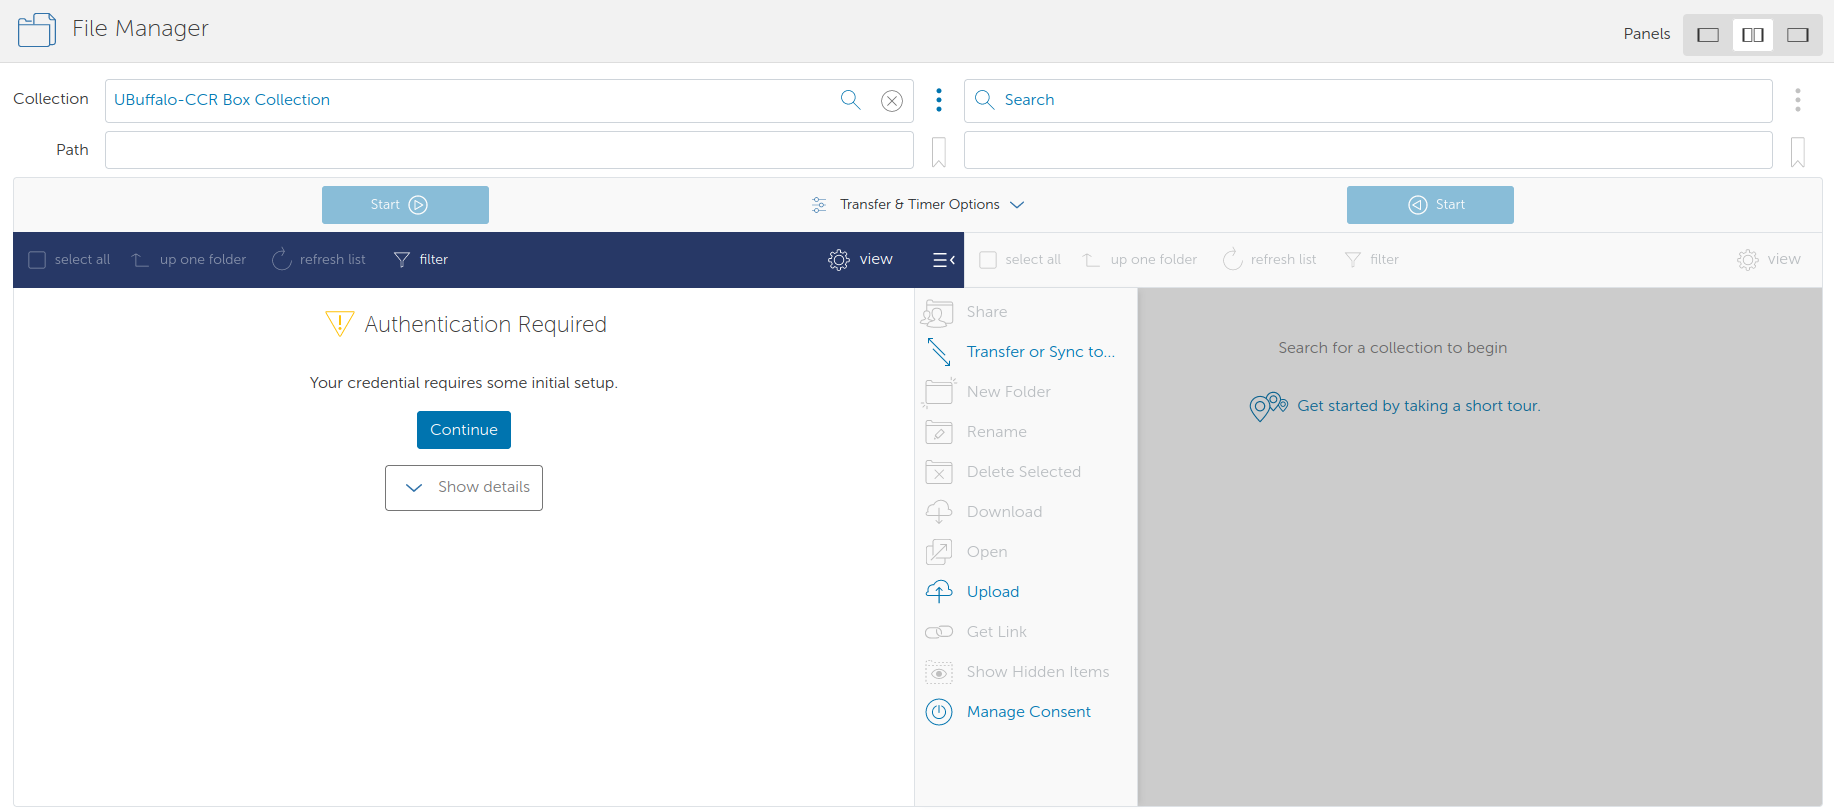 File Manager
Panels
Collection
UBuffalo-CCR Box Collection
Search
Path
Start
Transfer & Timer Options
Start
select all
up one folder
refresh list
filter
view
select all
up one folder
refresh list
filter
view
Authentication Required
Your credential requires some initial setup.
Continue
Show details
Share
Transfer or Sync to...
New Folder
Rename
Delete Selected
Download
Open
Upload
Get Link
Show Hidden Items
Manage Consent
Search for a collection to begin
Get started by taking a short tour.